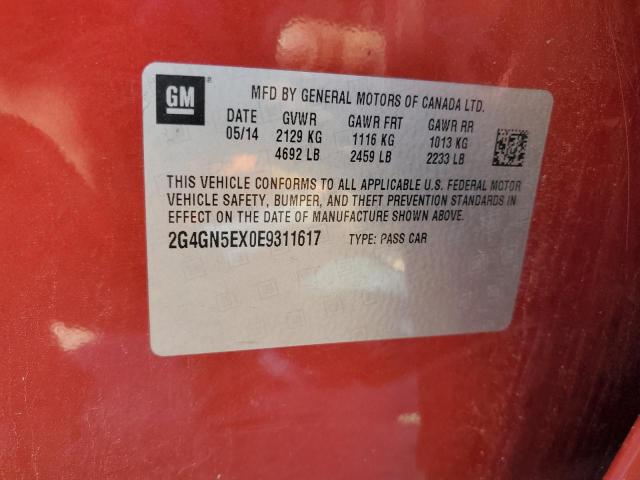 GM
MFD BY GENERAL MOTORS OF CANADA LTD.
DATE GVWR GAWR FRT GAWR RR
05/14 2129 KG 1116 KG 1013 KG
4692 LB 2459 LB 2233 LB
THIS VEHICLE CONFORMS TO ALL APPLICABLE U.S. FEDERAL MOTOR
VEHICLE SAFETY, BUMPER, AND THEFT PREVENTION STANDARDS IN
EFFECT ON THE DATE OF MANUFACTURE SHOWN ABOVE.
2G4GN5EX0E9311617 TYPE: PASS CAR